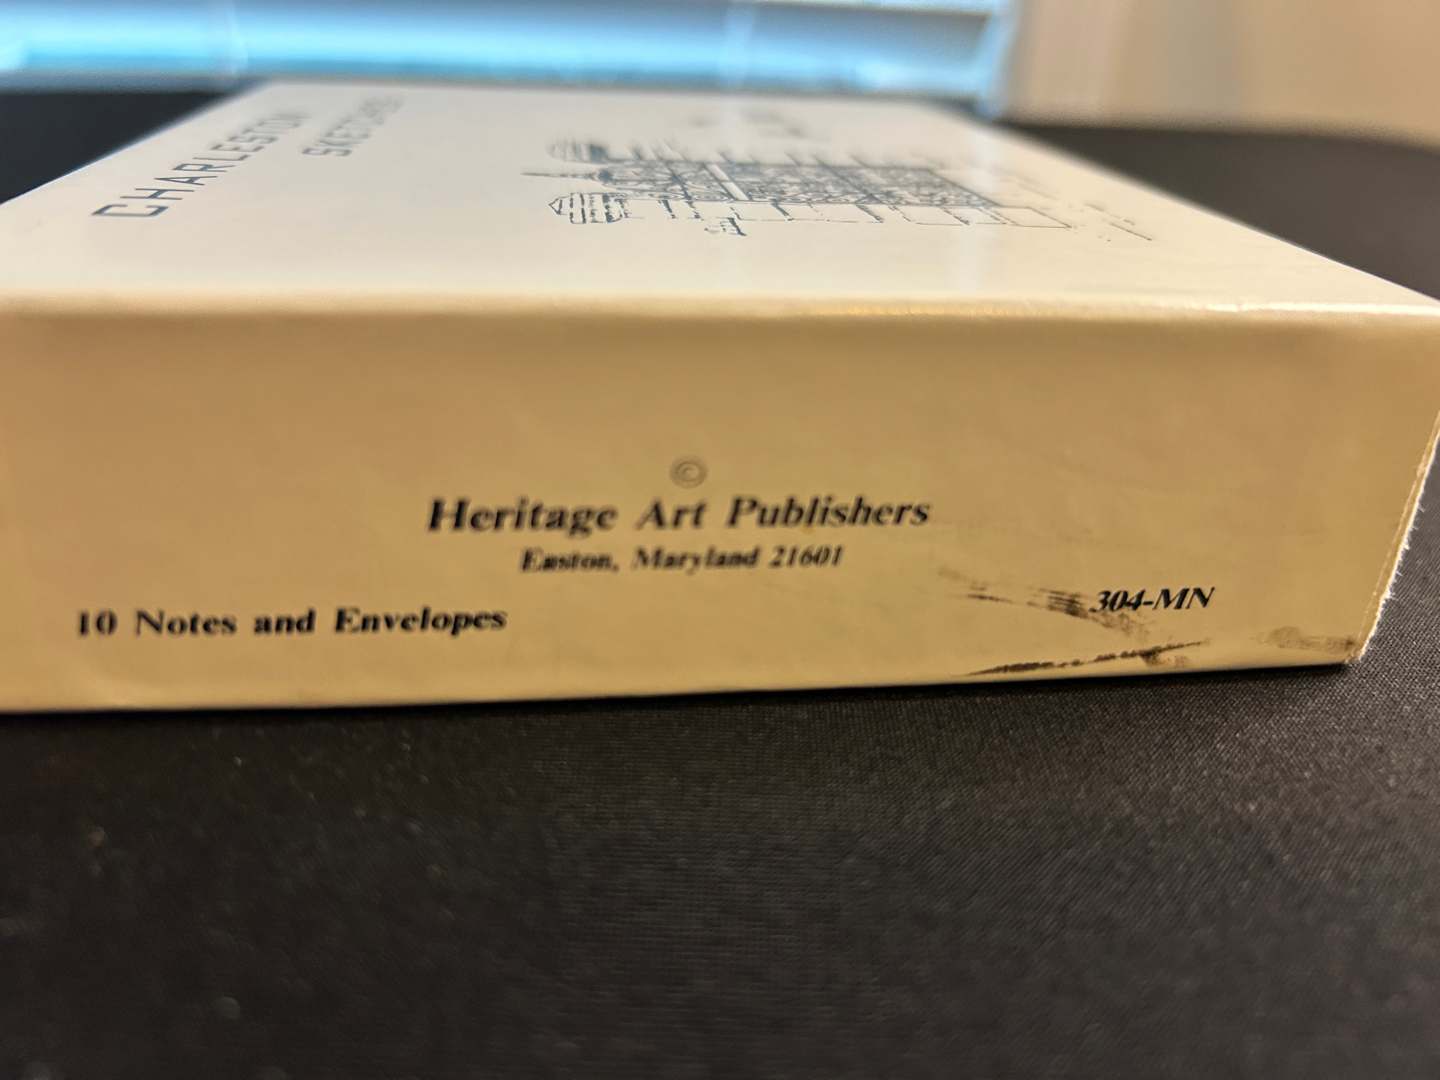 CHARLESTON
SKETCHES
©
Heritage Art Publishers
Easton, Maryland 21601
304-MN
10 Notes and Envelopes